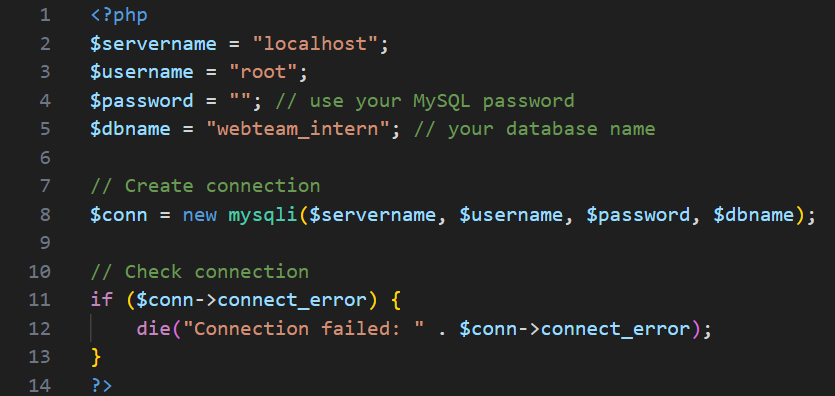 1 <?php
2 $servername = "localhost";
3 $username = "root";
4 $password = ""; // use your MySQL password
5 $dbname = "webteam_intern"; // your database name
6
7 // Create connection
8 $conn = new mysqli($servername, $username, $password, $dbname);
9
10 // Check connection
11 if ($conn->connect_error) {
12     die("Connection failed: " . $conn->connect_error);
13 }
14 ?>